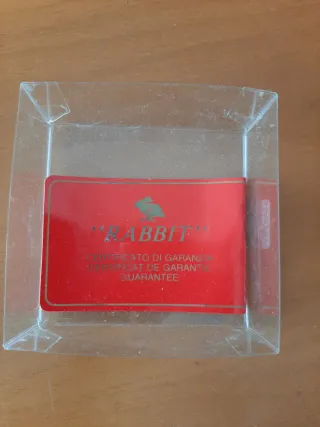 "RABBIT"
CERTIFICATO DI GARANZIA
CERTIFICAT DE GARANTIE
GUARANTEE